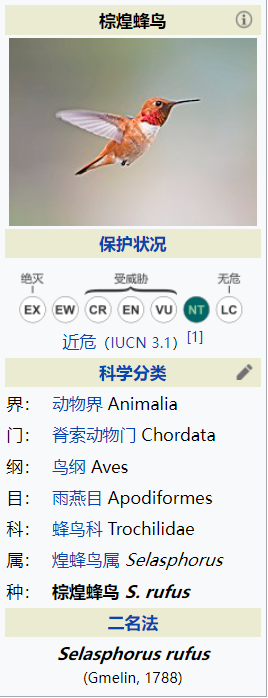 棕煌蜂鸟
保护状况
绝灭 受威胁 无危
EX EW CR EN VU NT LC
近危（IUCN 3.1）[1]
科学分类
界： 动物界 Animalia
门： 脊索动物门 Chordata
纲： 鸟纲 Aves
目： 雨燕目 Apodiformes
科： 蜂鸟科 Trochilidae
属： 煌蜂鸟属 Selasphorus
种： 棕煌蜂鸟 S. rufus
二名法
Selasphorus rufus
(Gmelin, 1788)